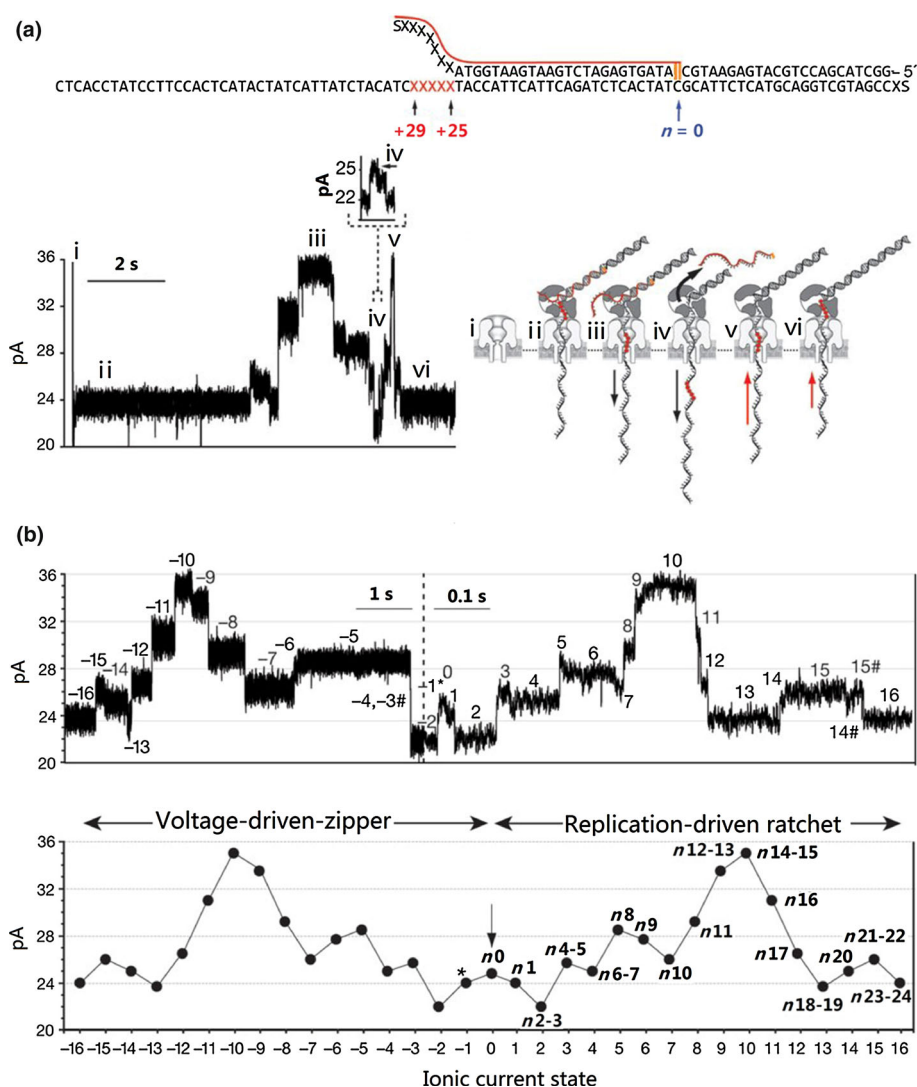 (a)
SXXXXXX
ATGGTAAGTAAGTCTAGAGTGATA CGTAAGAGTACGTCCAGCATCGG 5´
CTCACCTATCCTTCCACTCATACTATCATTATCTACATCXXXXXTACCATTCATTCAGATCTCACTATCGCATTCTCATGCAGGTCGTAGCCXS
+29 +25 n = 0
pA
25
22
iv
36
32
28
24
20
pA
i
2 s
ii
iii
iv
v
vi
i ii iii iv v vi
(b)
36
32
28
24
20
pA
1 s 0.1 s
–16 –15 –14 –13 –12 –11 –10 –9 –8 –7 –6 –5 –4,–3# –2 –1* 0 1 2 3 4 5 6 7 8 9 10 11 12 13 14 15 14# 15# 16
Voltage-driven-zipper Replication-driven ratchet
36
32
28
24
20
pA
* n0 n1 n2-3 n4-5 n6-7 n8 n9 n10 n11 n12-13 n14-15 n16 n17 n18-19 n20 n21-22 n23-24
–16 –15 –14 –13 –12 –11 –10 –9 –8 –7 –6 –5 –4 –3 –2 –1 0 1 2 3 4 5 6 7 8 9 10 11 12 13 14 15 16
Ionic current state